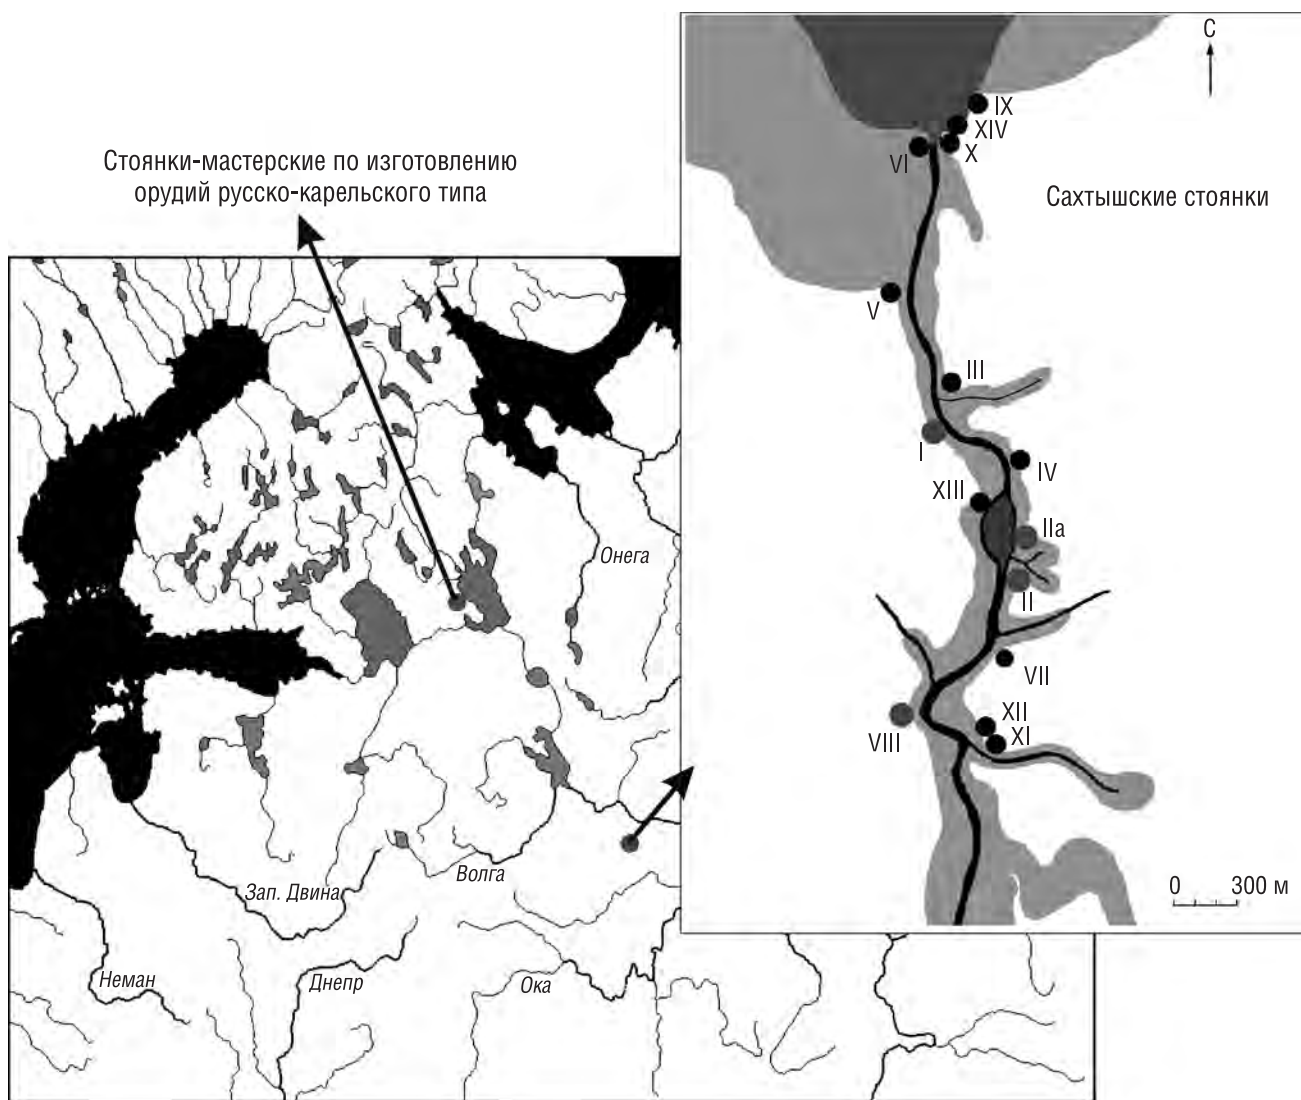 Стоянки-мастерские по изготовлению
орудий русско-карельского типа
Онега
Зап. Двина
Волга
Неман
Днепр
Ока
С
IX
XIV
X
VI
Сахтышские стоянки
V
III
I
IV
XIII
IIа
II
VII
XII
XI
VIII
0 300 м